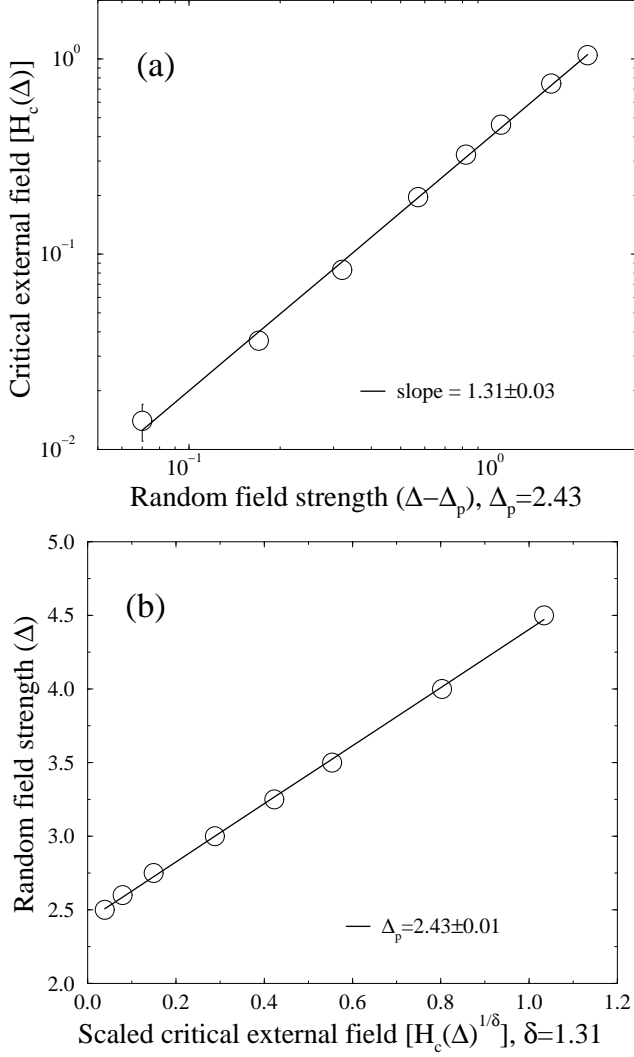 (a)
Critical external field [H_c(Δ)]
10^0
10^-1
10^-2
slope = 1.31±0.03
10^-1
10^0
Random field strength (Δ−Δ_p), Δ_p=2.43
(b)
Random field strength (Δ)
5.0
4.5
4.0
3.5
3.0
2.5
2.0
Δ_p=2.43±0.01
0.0 0.2 0.4 0.6 0.8 1.0 1.2
Scaled critical external field [H_c(Δ)^1/δ], δ=1.31